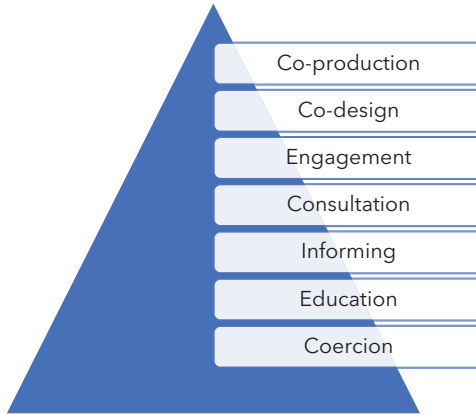 Co-production
Co-design
Engagement
Consultation
Informing
Education
Coercion